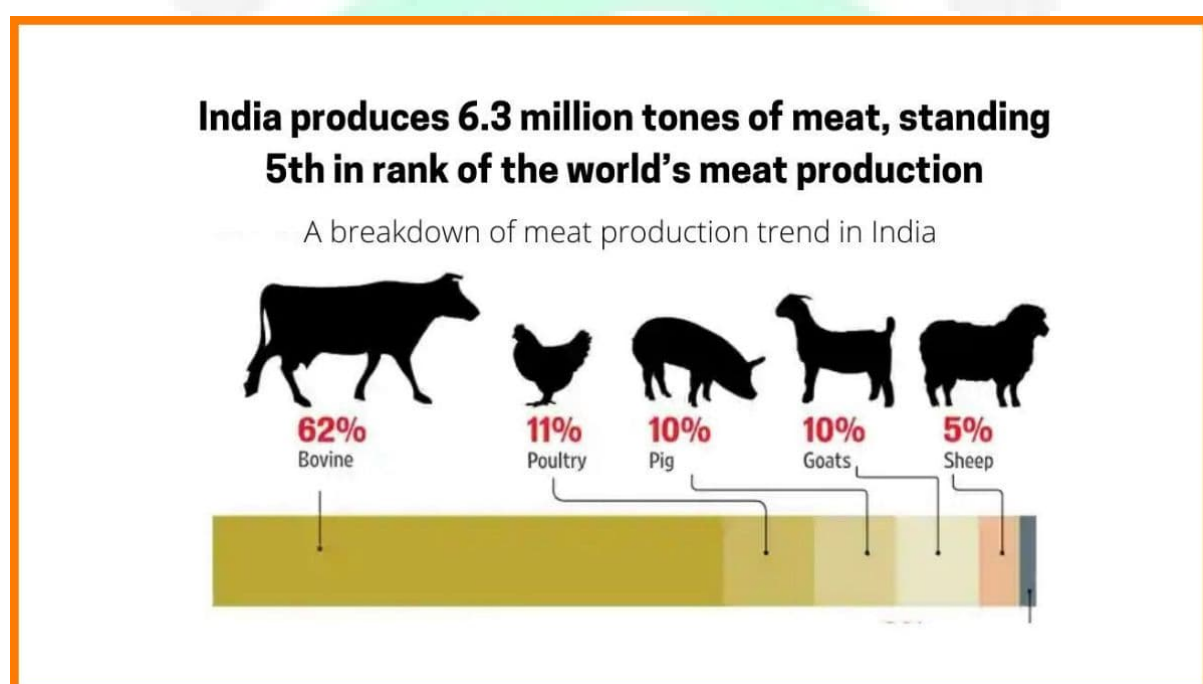 India produces 6.3 million tones of meat, standing
5th in rank of the world’s meat production
A breakdown of meat production trend in India
62% 11% 10% 10% 5%
Bovine Poultry Pig Goats Sheep